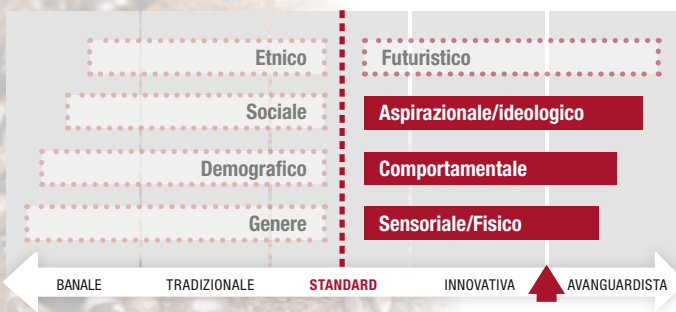 Etnico Futuristico
Sociale Aspirazionale/ideologico
Demografico Comportamentale
Genere Sensoriale/Fisico
BANALE TRADIZIONALE STANDARD INNOVATIVA AVANGUARDISTA